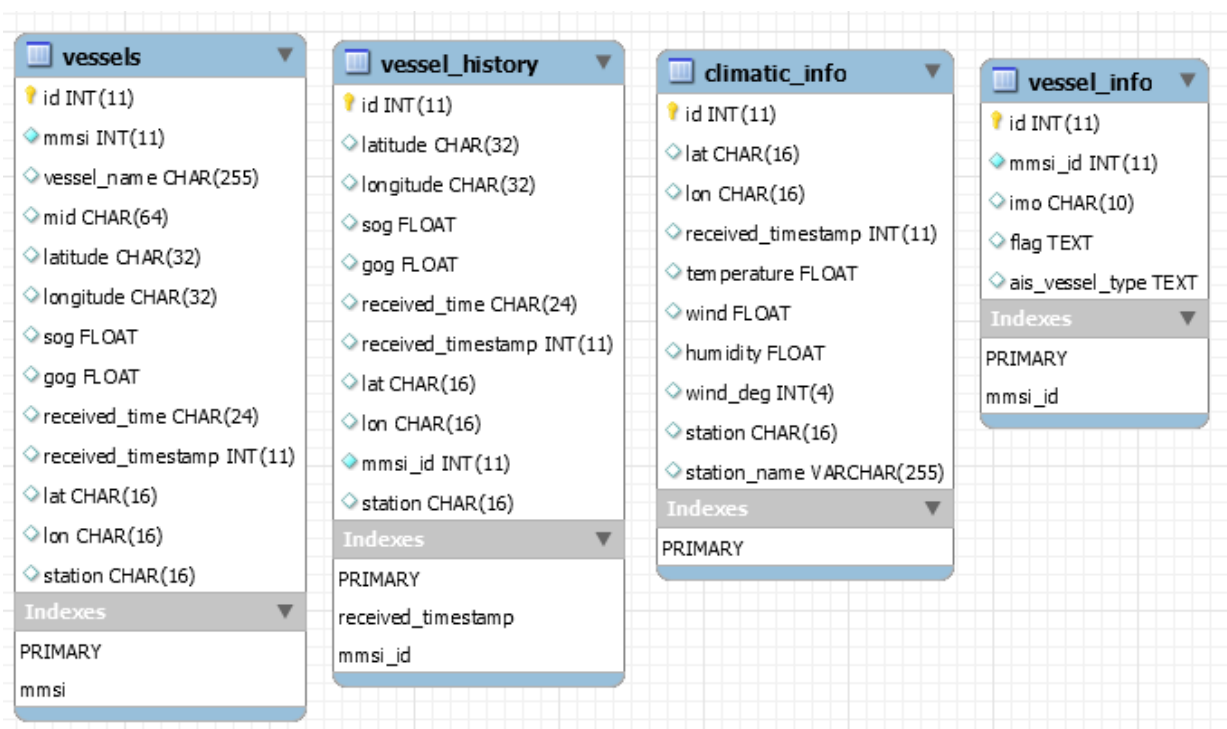 vessels
id INT(11)
mmsi INT(11)
vessel_name CHAR(255)
mid CHAR(64)
latitude CHAR(32)
longitude CHAR(32)
sog FLOAT
gog FLOAT
received_time CHAR(24)
received_timestamp INT(11)
lat CHAR(16)
lon CHAR(16)
station CHAR(16)
Indexes
PRIMARY
mmsi
vessel_history
id INT(11)
latitude CHAR(32)
longitude CHAR(32)
sog FLOAT
gog FLOAT
received_time CHAR(24)
received_timestamp INT(11)
lat CHAR(16)
lon CHAR(16)
mmsi_id INT(11)
station CHAR(16)
Indexes
PRIMARY
received_timestamp
mmsi_id
climatic_info
id INT(11)
lat CHAR(16)
lon CHAR(16)
received_timestamp INT(11)
temperature FLOAT
wind FLOAT
humidity FLOAT
wind_deg INT(4)
station CHAR(16)
station_name VARCHAR(255)
Indexes
PRIMARY
vessel_info
id INT(11)
mmsi_id INT(11)
imo CHAR(10)
flag TEXT
ais_vessel_type TEXT
Indexes
PRIMARY
mmsi_id